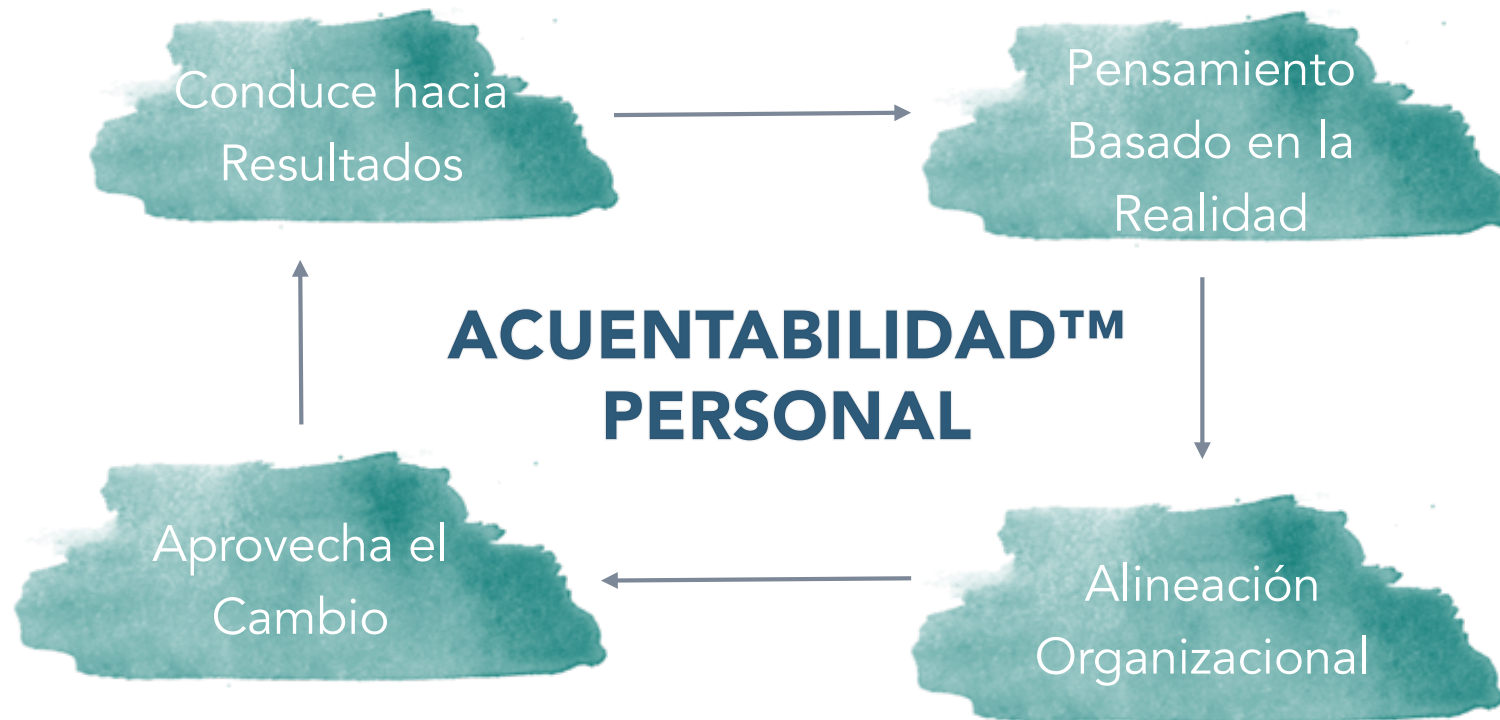 Conduce hacia
Resultados
Pensamiento
Basado en la
Realidad
ACUENTABILIDAD™
PERSONAL
Aprovecha el
Cambio
Alineación
Organizacional